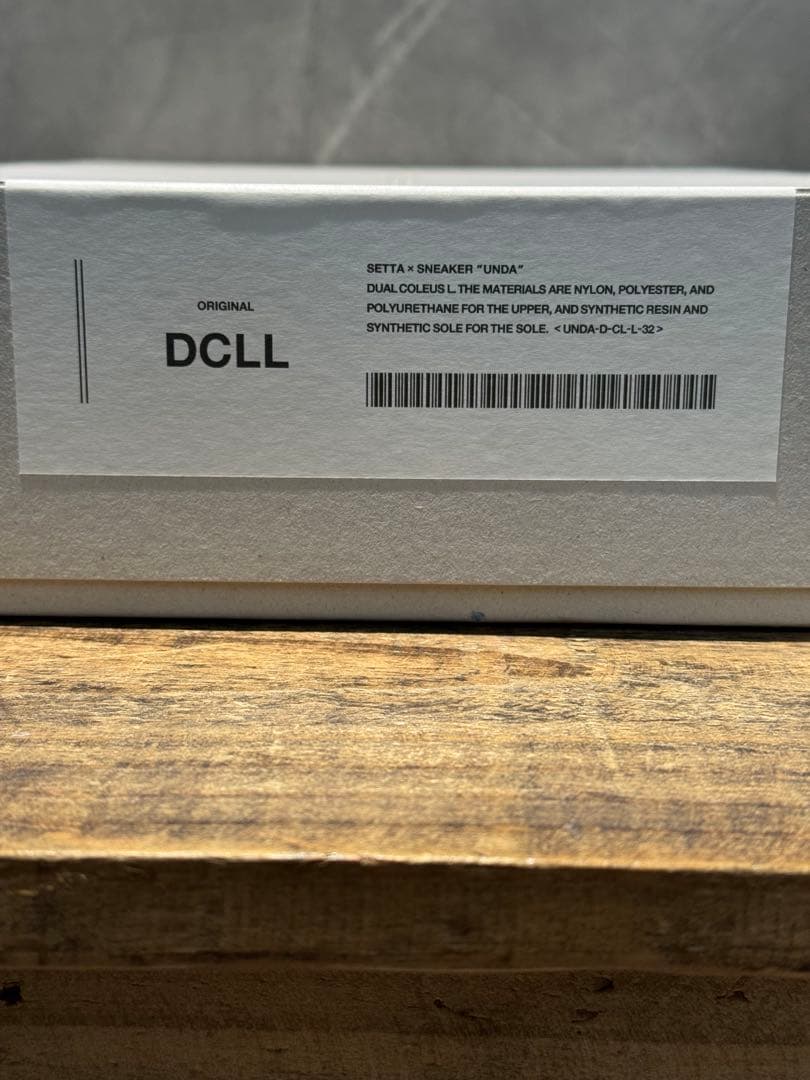 ORIGINAL
DCLL
SETTA × SNEAKER "UNDA"
DUAL COLEUS L. THE MATERIALS ARE NYLON, POLYESTER, AND
POLYURETHANE FOR THE UPPER, AND SYNTHETIC RESIN AND
SYNTHETIC SOLE FOR THE SOLE. <UNDA-D-CL-L-32>